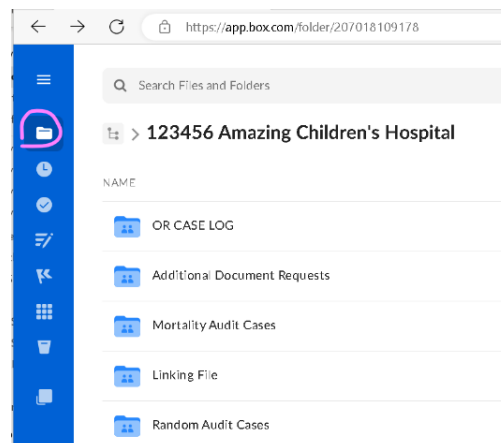 https://app.box.com/folder/207018109178
Search Files and Folders
> 123456 Amazing Children's Hospital
NAME
OR CASE LOG
Additional Document Requests
Mortality Audit Cases
Linking File
Random Audit Cases